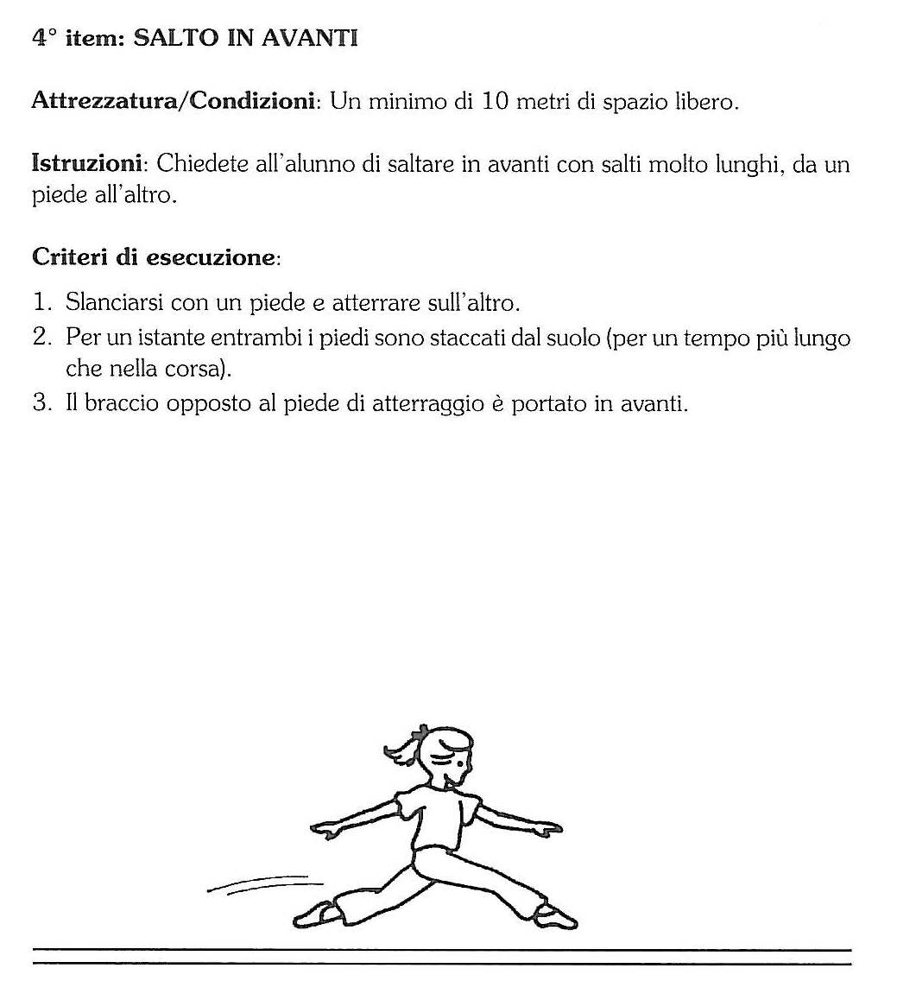 4° item: SALTO IN AVANTI
Attrezzatura/Condizioni: Un minimo di 10 metri di spazio libero.
Istruzioni: Chiedete all'alunno di saltare in avanti con salti molto lunghi, da un
piede all'altro.
Criteri di esecuzione:
1. Slanciarsi con un piede e atterrare sull'altro.
2. Per un istante entrambi i piedi sono staccati dal suolo (per un tempo più lungo
che nella corsa).
3. Il braccio opposto al piede di atterraggio è portato in avanti.